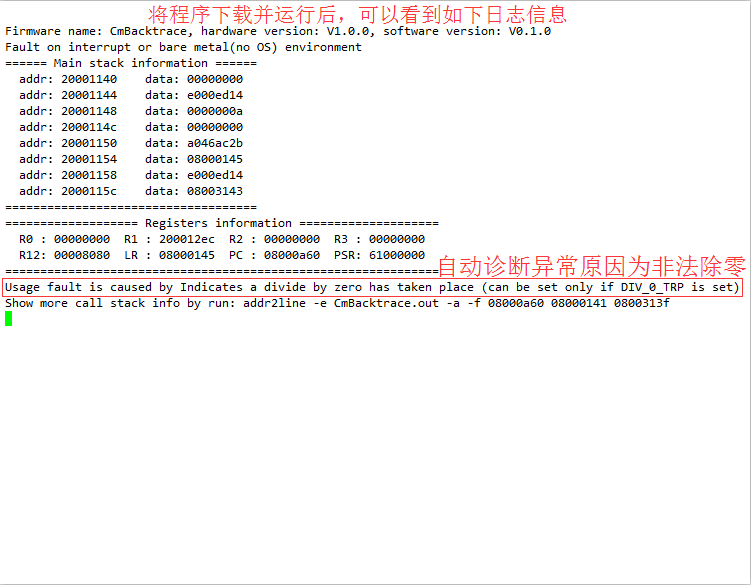 将程序下载并运行后，可以看到如下日志信息
Firmware name: CmBacktrace, hardware version: V1.0.0, software version: V0.1.0
Fault on interrupt or bare metal(no OS) environment
====== Main stack information ======
addr: 20001140    data: 00000000
addr: 20001144    data: e000ed14
addr: 20001148    data: 0000000a
addr: 2000114c    data: 00000000
addr: 20001150    data: a046ac2b
addr: 20001154    data: 08000145
addr: 20001158    data: e000ed14
addr: 2000115c    data: 08003143
====================================
=================== Registers information ====================
R0 : 00000000  R1 : 200012ec  R2 : 00000000  R3 : 00000000
R12: 00008080  LR : 08000145  PC : 08000a60  PSR: 61000000
==============================================================
自动诊断异常原因为非法除零
Usage fault is caused by Indicates a divide by zero has taken place (can be set only if DIV_0_TRP is set)
Show more call stack info by run: addr2line -e CmBacktrace.out -a -f 08000a60 08000141 0800313f